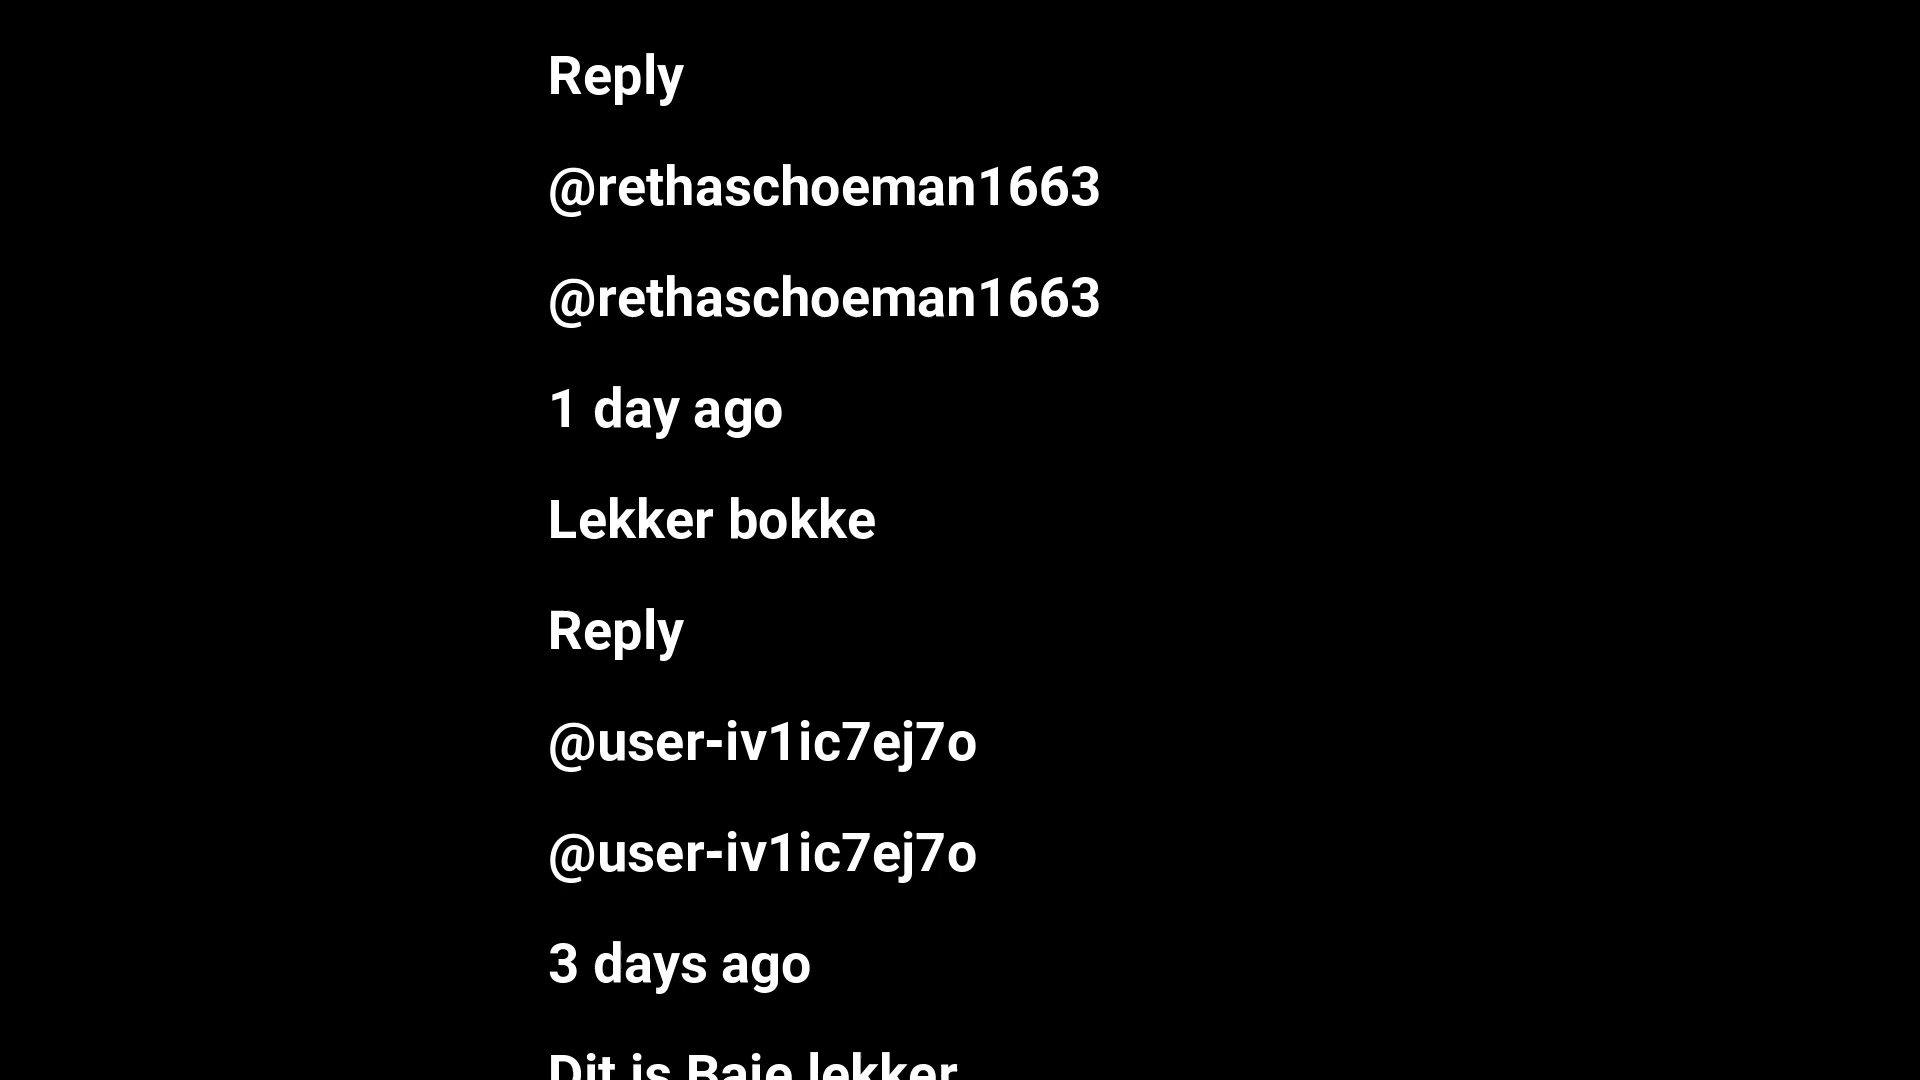 Reply
@rethaschoeman1663
@rethaschoeman1663
1 day ago
Lekker bokke
Reply
@user-iv1ic7ej7o
@user-iv1ic7ej7o
3 days ago
Dit is Baie lekker